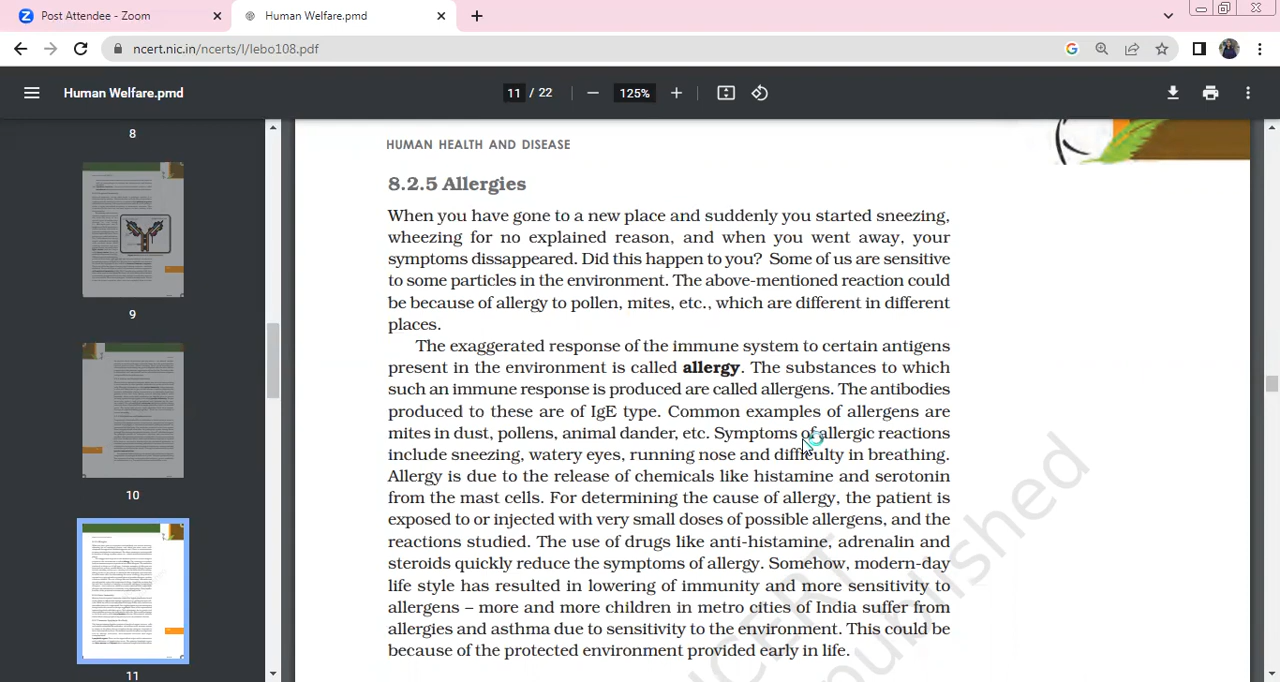 Post Attendee - Zoom
Human Welfare.pmd
ncert.nic.in/ncerts/l/lebo108.pdf
Human Welfare.pmd
11 / 22
125%
8
9
10
11
HUMAN HEALTH AND DISEASE
8.2.5 Allergies
When you have gone to a new place and suddenly you started sneezing,
wheezing for no explained reason, and when you went away, your
symptoms dissappeared. Did this happen to you? Some of us are sensitive
to some particles in the environment. The above-mentioned reaction could
be because of allergy to pollen, mites, etc., which are different in different
places.
The exaggerated response of the immune system to certain antigens
present in the environment is called allergy. The substances to which
such an immune response is produced are called allergens. The antibodies
produced to these are of IgE type. Common examples of allergens are
mites in dust, pollens, animal dander, etc. Symptoms of allergic reactions
include sneezing, watery eyes, running nose and difficulty in breathing.
Allergy is due to the release of chemicals like histamine and serotonin
from the mast cells. For determining the cause of allergy, the patient is
exposed to or injected with very small doses of possible allergens, and the
reactions studied. The use of drugs like anti-histamine, adrenalin and
steroids quickly reduce the symptoms of allergy. Somehow, modern-day
life style has resulted in lowering of immunity and more sensitivity to
allergens – more and more children in metro cities of India suffer from
allergies and asthma due to sensitivity to the environment. This could be
because of the protected environment provided early in life.
published